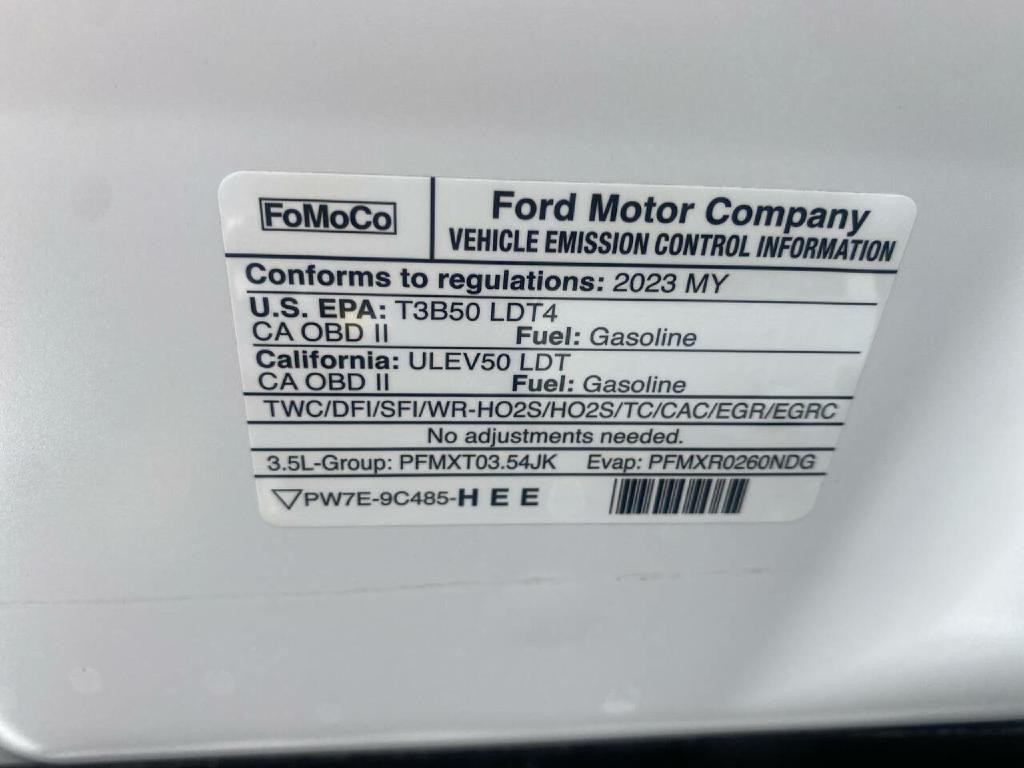 FoMoCo
Ford Motor Company
VEHICLE EMISSION CONTROL INFORMATION
Conforms to regulations: 2023 MY
U.S. EPA: T3B50 LDT4
CA OBD II Fuel: Gasoline
California: ULEV50 LDT
CA OBD II Fuel: Gasoline
TWC/DFI/SFI/WR-HO2S/HO2S/TC/CAC/EGR/EGRC
No adjustments needed.
3.5L-Group: PFMXT03.54JK Evap: PFMXR0260NDG
PW7E-9C485-HEE